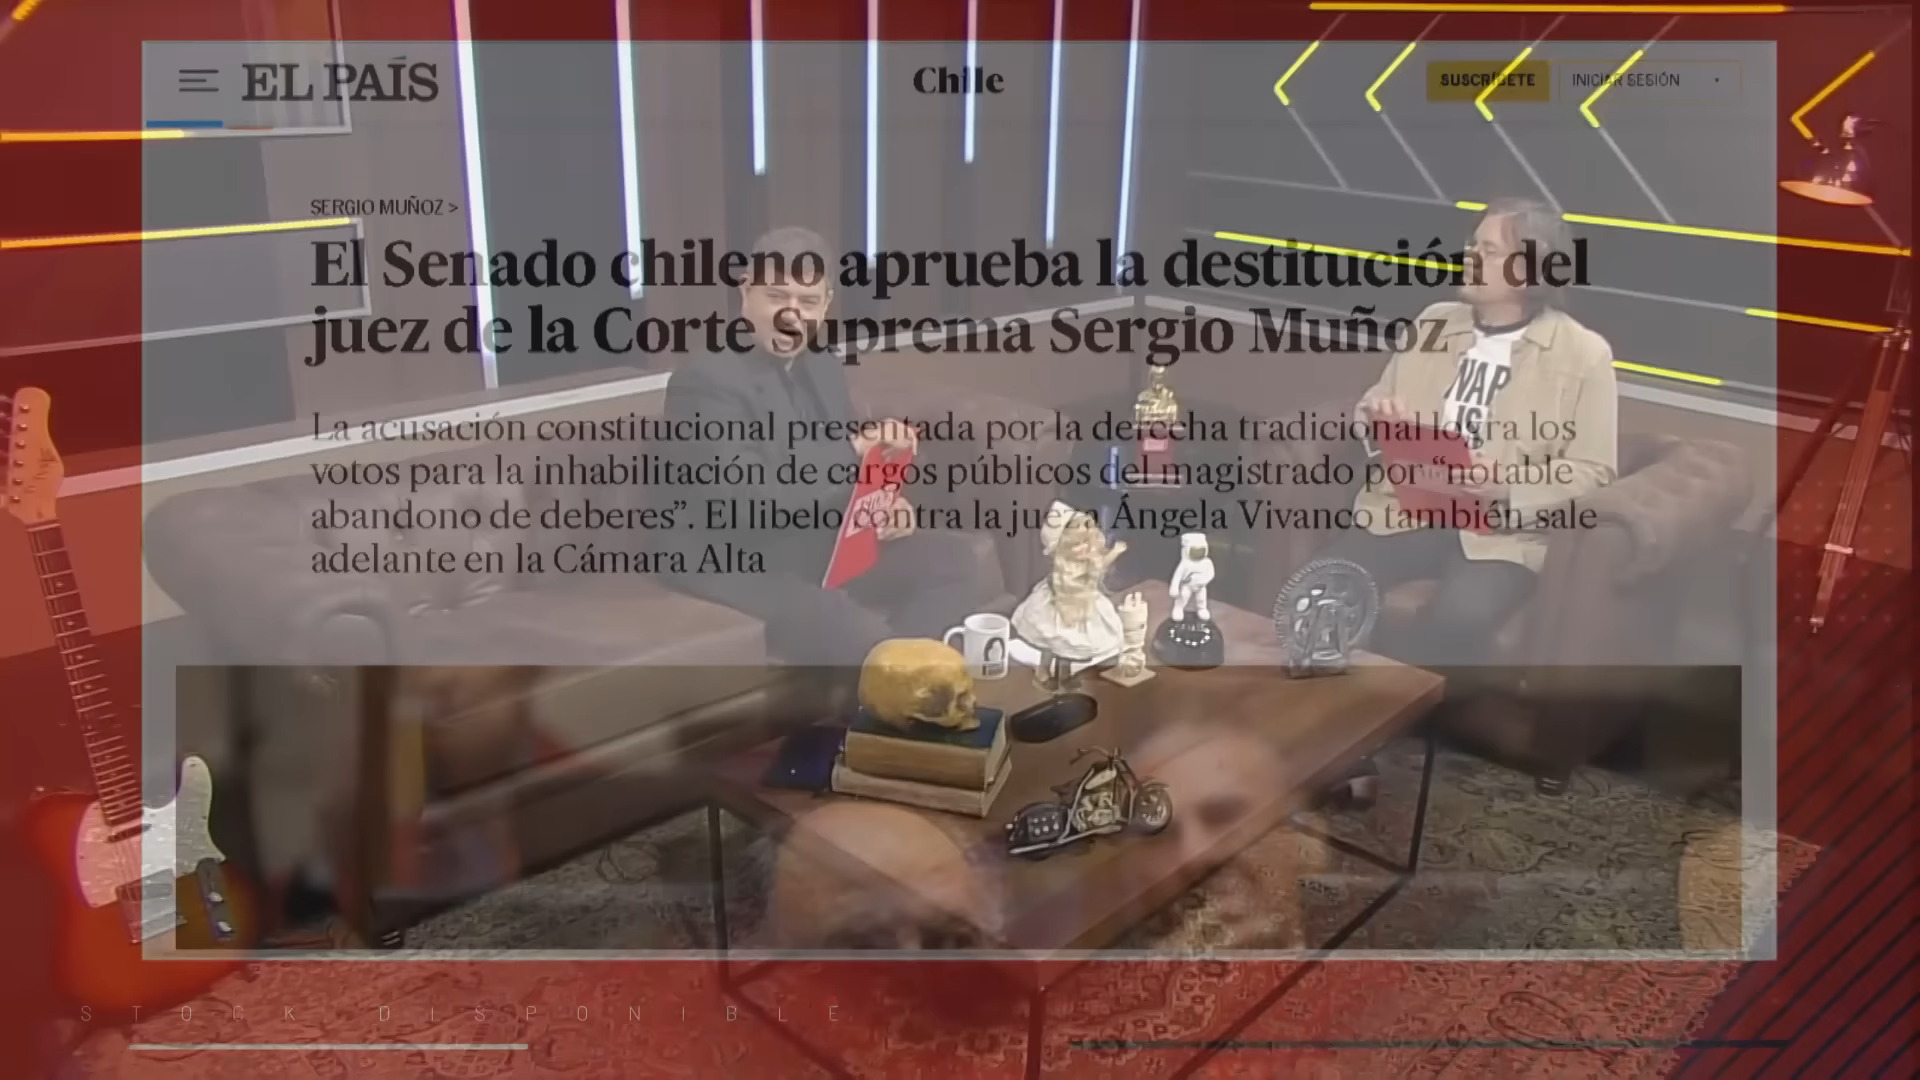 EL PAÍS
Chile
SUSCRÍBETE
INICIAR SESIÓN
SERGIO MUÑOZ >
El Senado chileno aprueba la destitución del
juez de la Corte Suprema Sergio Muñoz
La acusación constitucional presentada por la derecha tradicional logra los
votos para la inhabilitación de cargos públicos del magistrado por “notable
abandono de deberes”. El libelo contra la jueza Ángela Vivanco también sale
adelante en la Cámara Alta
STOCK DISPONIBLE